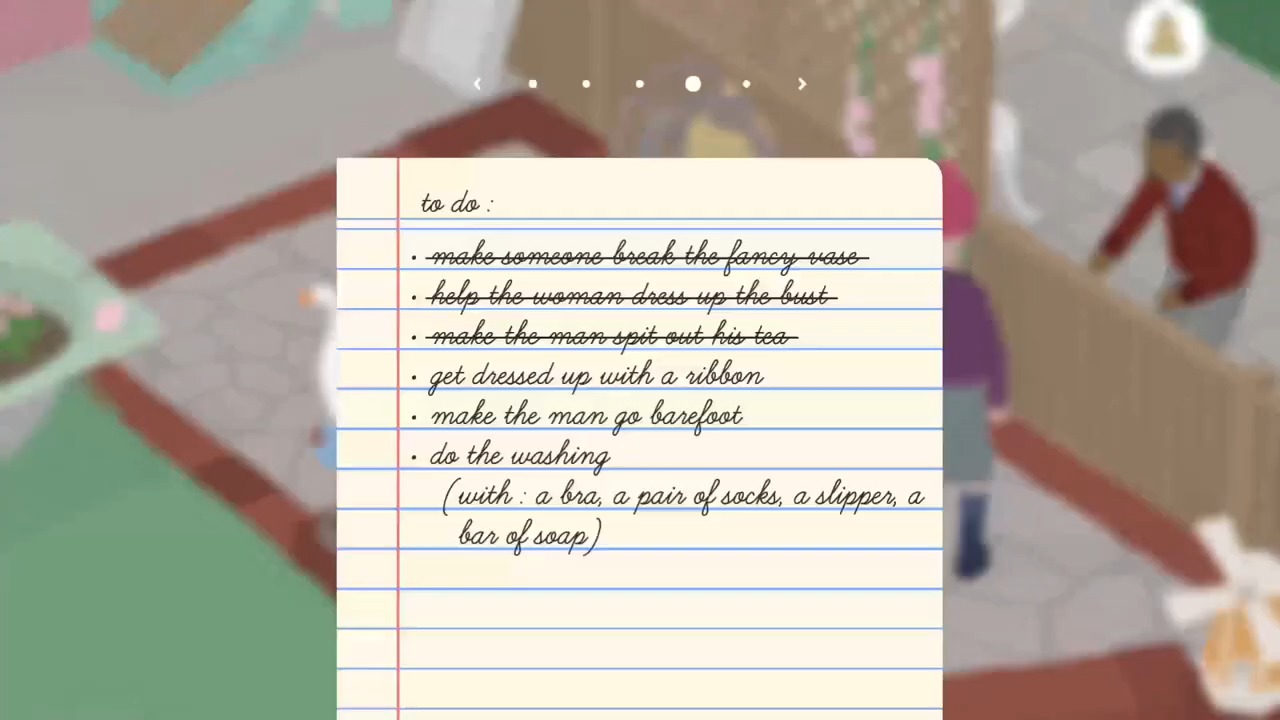 to do :
• make someone break the fancy vase
• help the woman dress up the bust
• make the man spit out his tea
• get dressed up with a ribbon
• make the man go barefoot
• do the washing
(with : a bra, a pair of socks, a slipper, a
bar of soap)